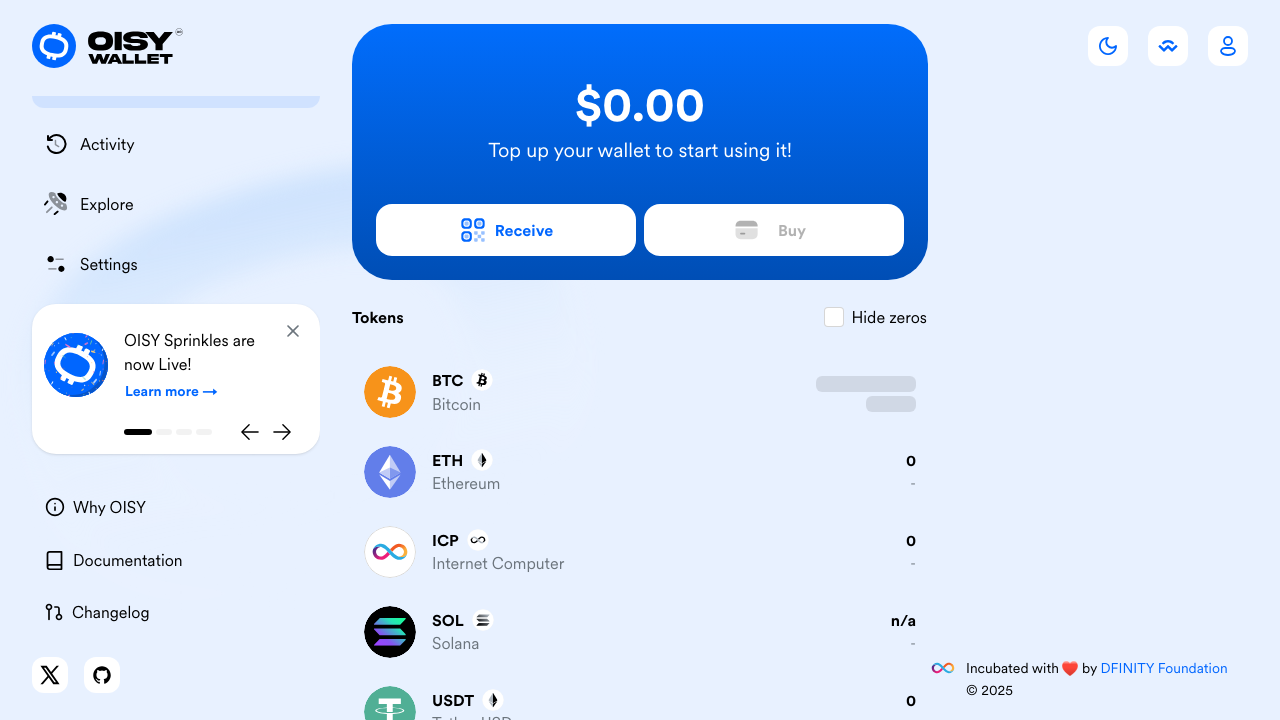 OISY
WALLET
Activity
Explore
Settings
OISY Sprinkles are
now Live!
Learn more →
Why OISY
Documentation
Changelog
$0.00
Top up your wallet to start using it!
Receive
Buy
Tokens
Hide zeros
BTC
Bitcoin
ETH
0
Ethereum
-
ICP
0
Internet Computer
-
SOL
n/a
Solana
-
USDT
0
Tether USD
Incubated with ❤️ by DFINITY Foundation
© 2025